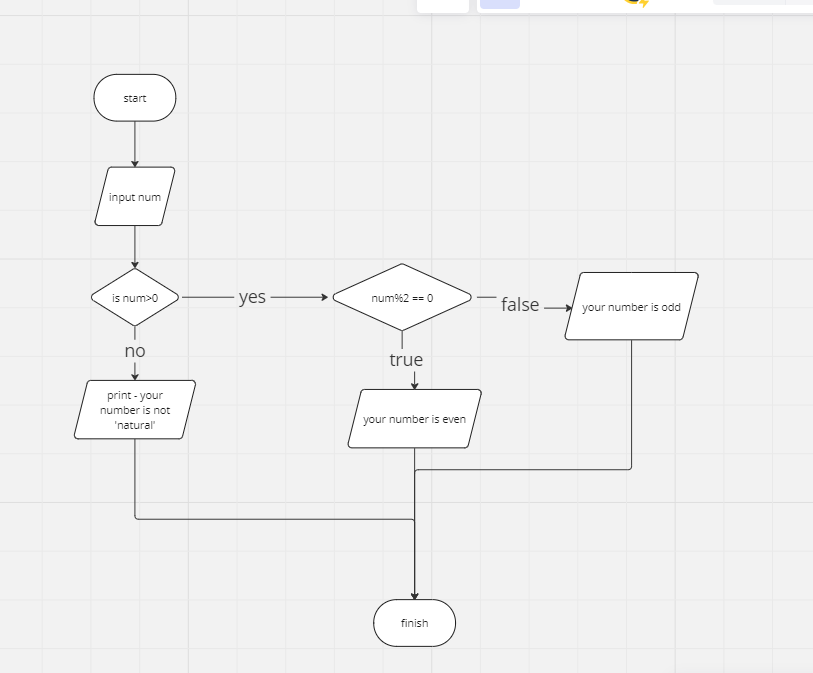 start
input num
is num>0
yes
num%2 == 0
false
your number is odd
no
true
print - your
number is not
'natural'
your number is even
finish